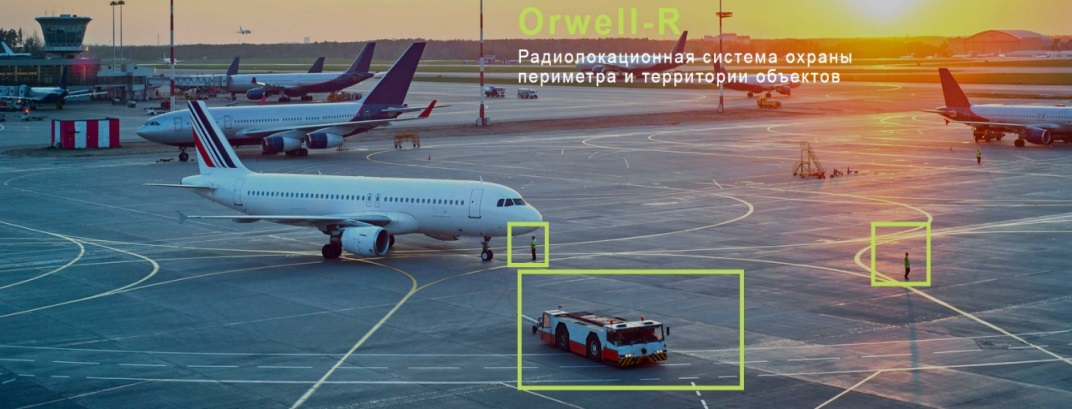 Orwell-R
Радиолокационная система охраны
периметра и территории объектов